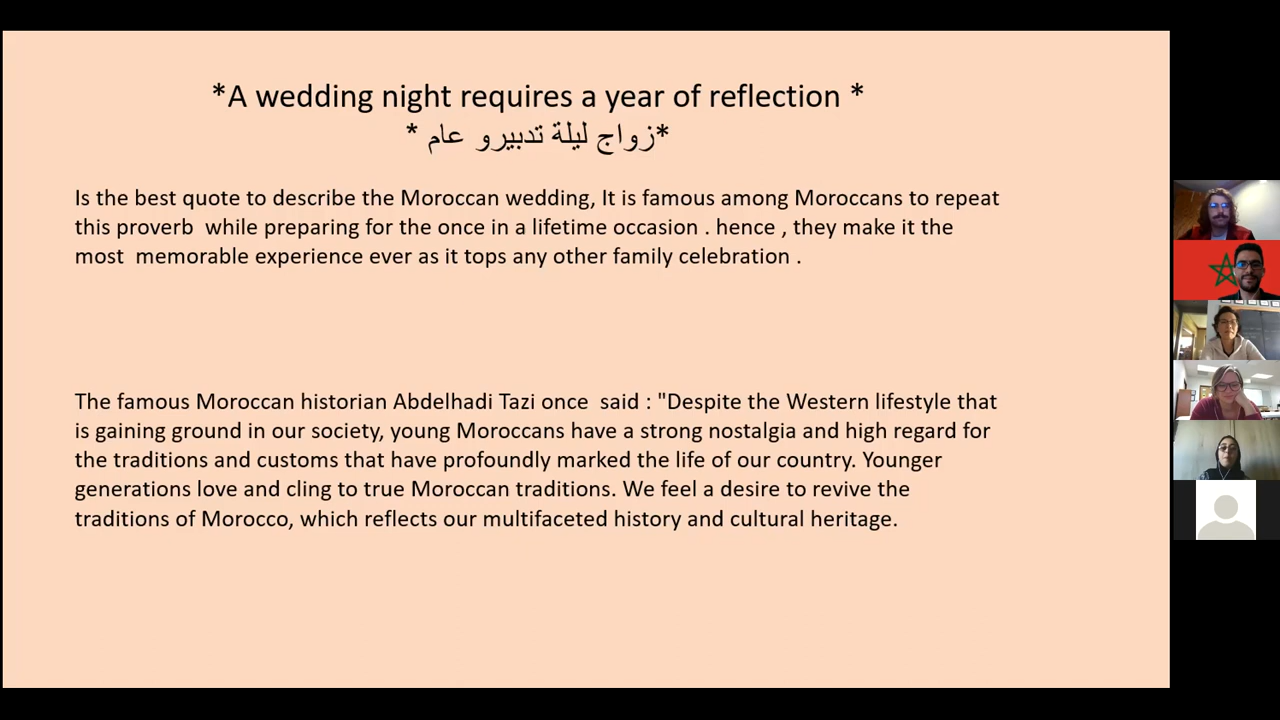 *A wedding night requires a year of reflection *
*زواج ليلة تدبيرو عام *
Is the best quote to describe the Moroccan wedding, It is famous among Moroccans to repeat
this proverb  while preparing for the once in a lifetime occasion . hence , they make it the
most  memorable experience ever as it tops any other family celebration .
The famous Moroccan historian Abdelhadi Tazi once  said : "Despite the Western lifestyle that
is gaining ground in our society, young Moroccans have a strong nostalgia and high regard for
the traditions and customs that have profoundly marked the life of our country. Younger
generations love and cling to true Moroccan traditions. We feel a desire to revive the
traditions of Morocco, which reflects our multifaceted history and cultural heritage.